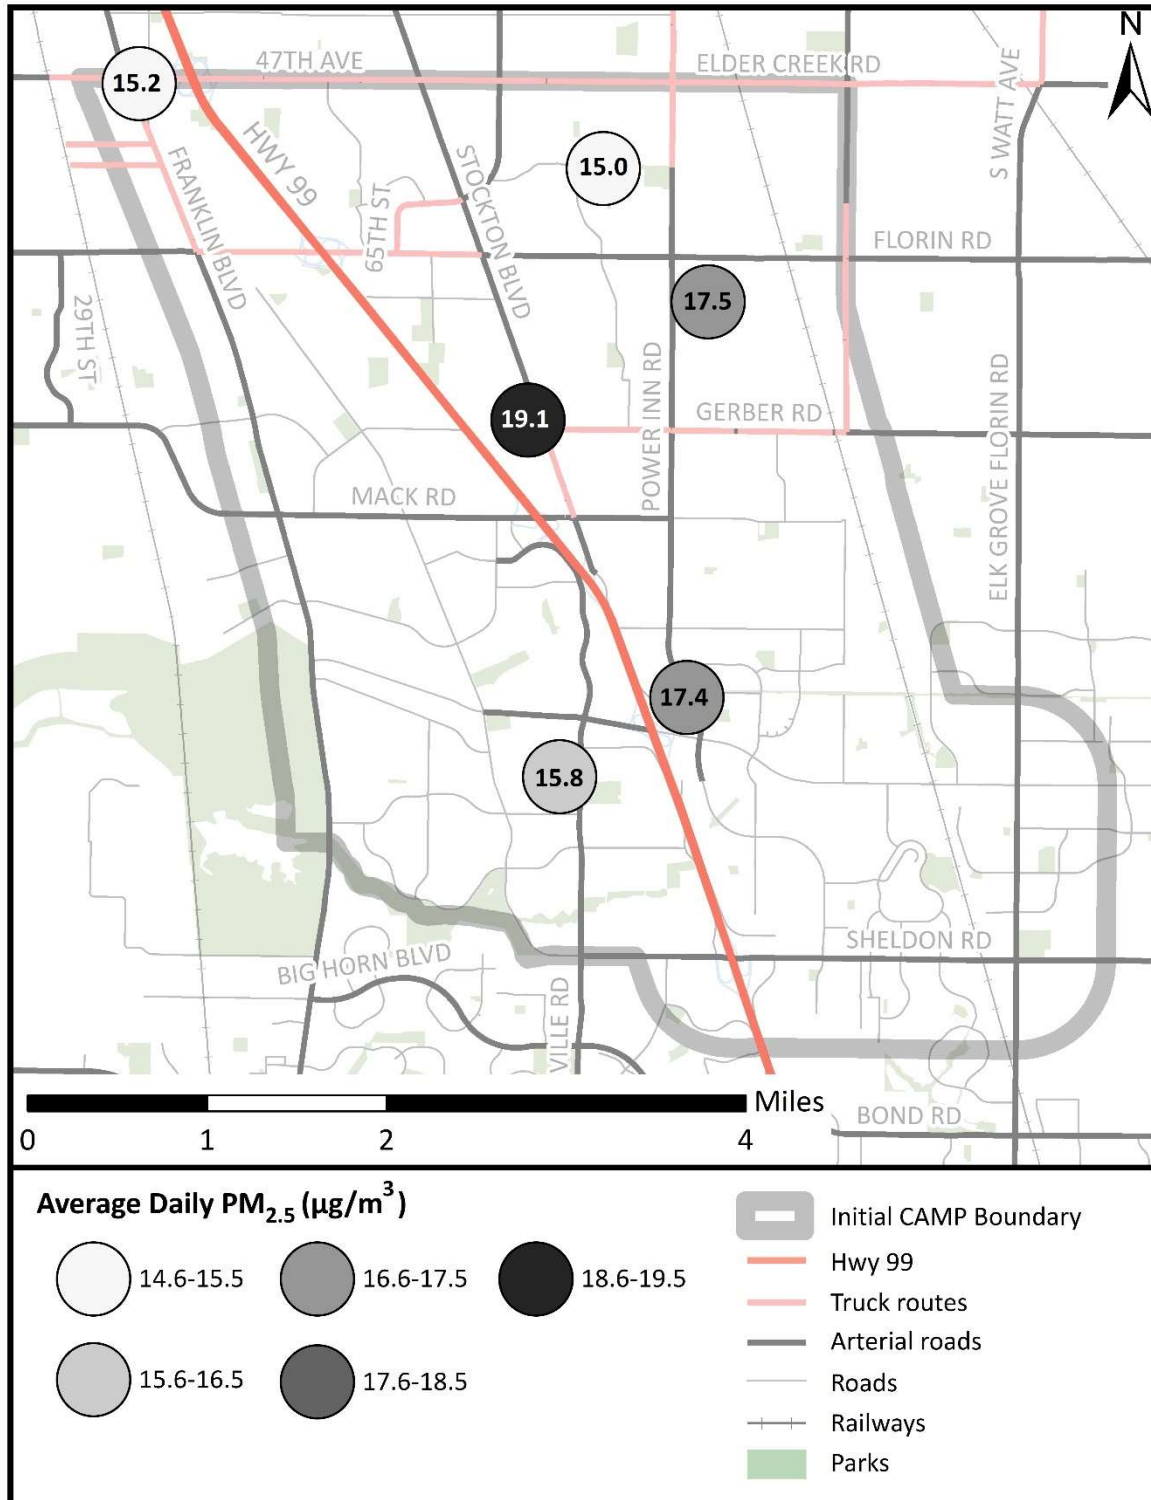 N
47TH AVE
ELDER CREEK RD
15.2
S WATT AVE
HWY 99
FRANKLIN BLVD
STOCKTON BLVD
15.0
65TH ST
FLORIN RD
29TH ST
17.5
POWER INN RD
19.1
GERBER RD
ELK GROVE FLORIN RD
MACK RD
17.4
15.8
SHELDON RD
BIG HORN BLVD
VILLE RD
Miles
0 1 2 4
BOND RD
Average Daily PM2.5 (µg/m3)
14.6-15.5
16.6-17.5
18.6-19.5
15.6-16.5
17.6-18.5
Initial CAMP Boundary
Hwy 99
Truck routes
Arterial roads
Roads
Railways
Parks